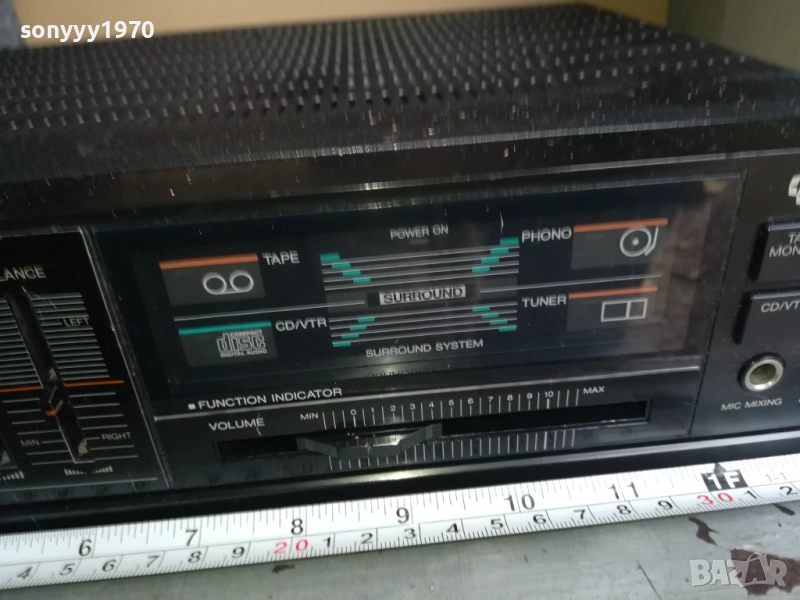 sonyyy1970
LANCE
LEFT
MIN
RIGHT
POWER ON
TAPE
PHONO
SURROUND
CD/VTR
COMPACT
disc
DIGITAL AUDIO
TUNER
SURROUND SYSTEM
■ FUNCTION INDICATOR
VOLUME
MIN 0 1 2 3 4 5 6 7 8 9 10 MAX
TA
MON
CD/V
MIC MIXING
6 7 8 9 10 11 1F
4 5 6 7 8 9 20 1 2 3 4 5 6 7 8 9 30 1 2
BAZAR